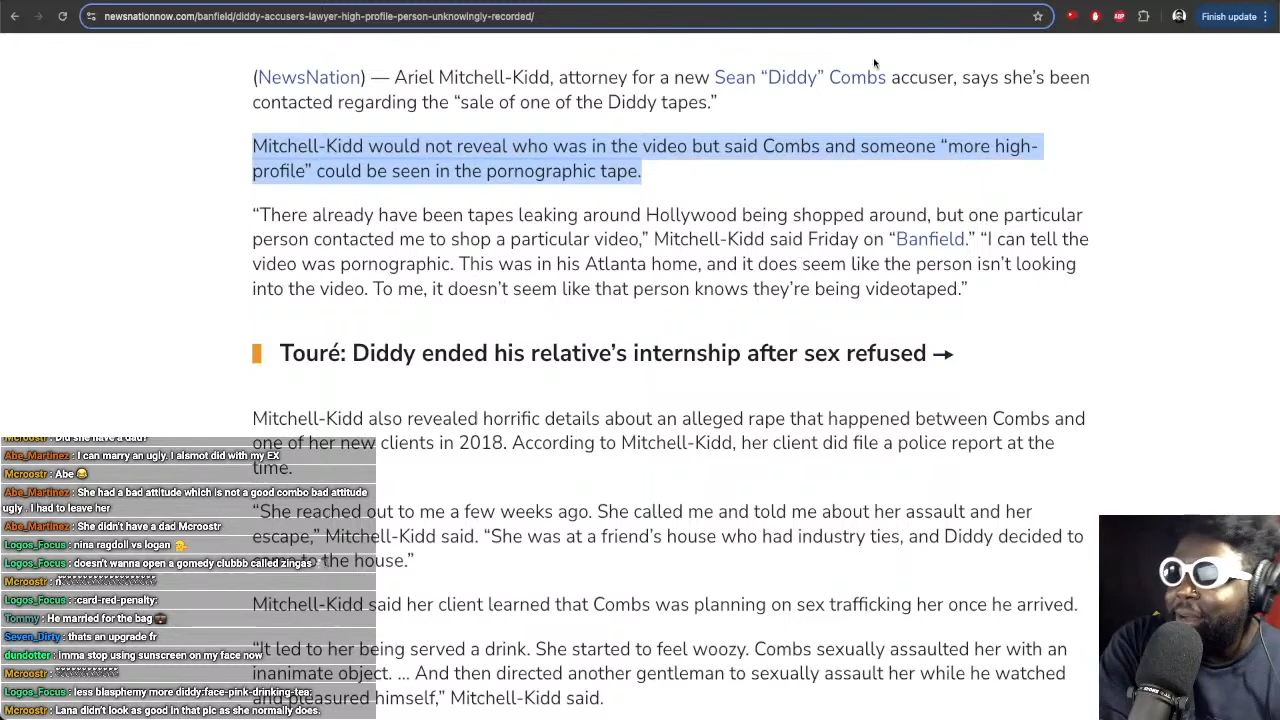 newsnationnow.com/banfield/diddy-accusers-lawyer-high-profile-person-unknowingly-recorded/
Finish update
(NewsNation) — Ariel Mitchell-Kidd, attorney for a new Sean “Diddy” Combs accuser, says she’s been
contacted regarding the “sale of one of the Diddy tapes.”
Mitchell-Kidd would not reveal who was in the video but said Combs and someone “more high-
profile” could be seen in the pornographic tape.
“There already have been tapes leaking around Hollywood being shopped around, but one particular
person contacted me to shop a particular video,” Mitchell-Kidd said Friday on “Banfield.” “I can tell the
video was pornographic. This was in his Atlanta home, and it does seem like the person isn’t looking
into the video. To me, it doesn’t seem like that person knows they’re being videotaped.”
Touré: Diddy ended his relative’s internship after sex refused →
Mitchell-Kidd also revealed horrific details about an alleged rape that happened between Combs and
one of her new clients in 2018. According to Mitchell-Kidd, her client did file a police report at the
time.
“She reached out to me a few weeks ago. She called me and told me about her assault and her
escape,” Mitchell-Kidd said. “She was at a friend’s house who had industry ties, and Diddy decided to
come to the house.”
Mitchell-Kidd said her client learned that Combs was planning on sex trafficking her once he arrived.
“It led to her being served a drink. She started to feel woozy. Combs sexually assaulted her with an
inanimate object. … And then directed another gentleman to sexually assault her while he watched
and pleasured himself,” Mitchell-Kidd said.
Mcroostr: Did she have a dad?
Abe_Martinez: I can marry an ugly. I alsmot did with my EX
Mcroostr: Abe 😂
Abe_Martinez: She had a bad attitude which is not a good combo bad attitude
ugly . I had to leave her
Abe_Martinez: She didn't have a dad Mcroostr
Logos_Focus: nina ragdoll vs logan
Logos_Focus: doesn't wanna open a gomedy clubbb called zingas
Mcroostr:
Logos_Focus: :card-red-penalty:
Tommy: He married for the bag 💼
Seven_Dirty: thats an upgrade fr
dundotter: imma stop using sunscreen on my face now
Mcroostr:
Logos_Focus: less blasphemy more diddy:face-pink-drinking-tea:
Mcroostr: Lana didn't look as good in that pic as she normally does.